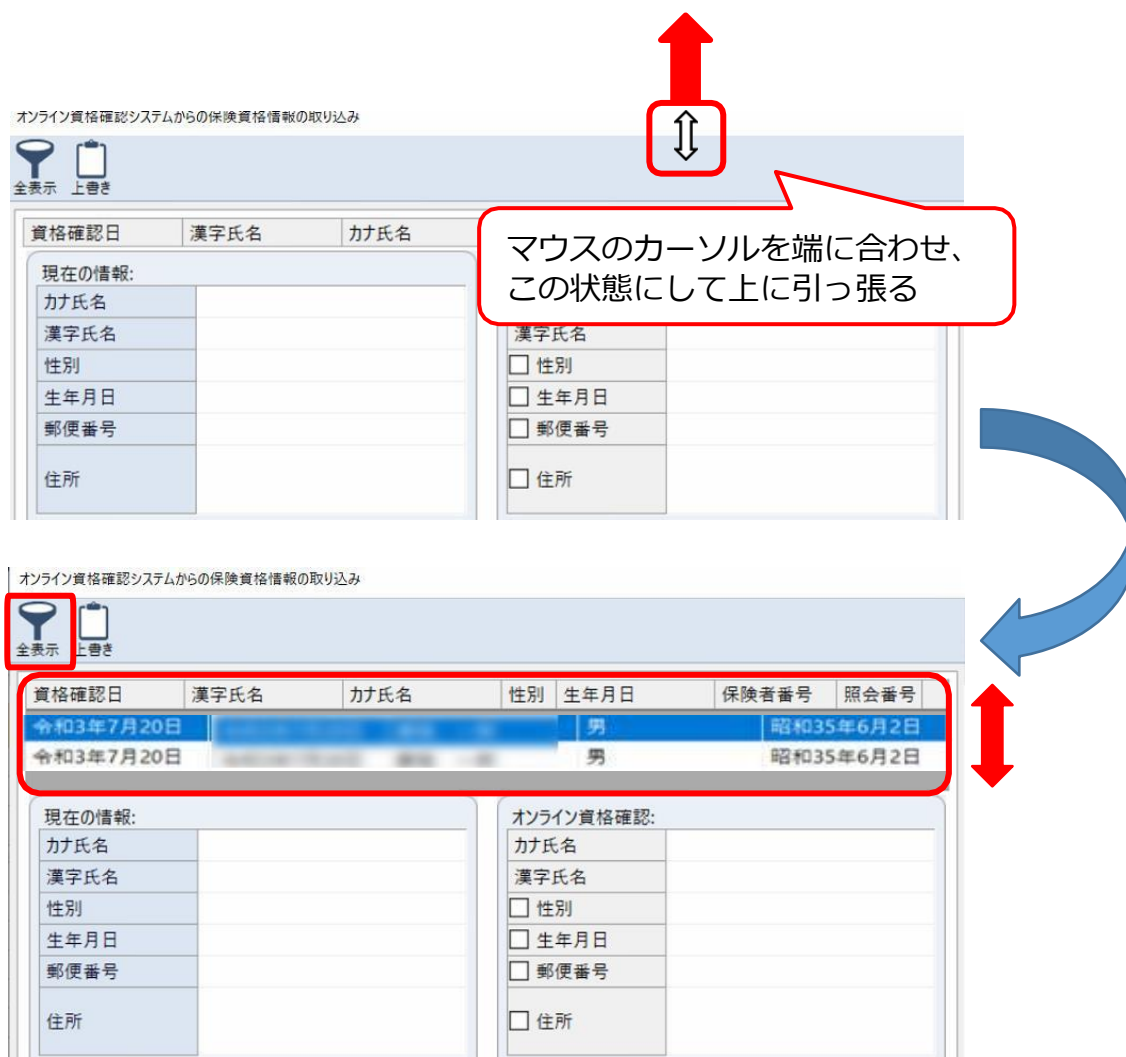 オンライン資格確認システムからの保険資格情報の取り込み
全表示 上書き
資格確認日 漢字氏名 カナ氏名
マウスのカーソルを端に合わせ、
この状態にして上に引っ張る
現在の情報:
カナ氏名
漢字氏名 漢字氏名
性別 性別
生年月日 生年月日
郵便番号 郵便番号
住所 住所
オンライン資格確認システムからの保険資格情報の取り込み
全表示 上書き
資格確認日 漢字氏名 カナ氏名 性別 生年月日 保険者番号 照会番号
令和3年7月20日 男 昭和35年6月2日
令和3年7月20日 男 昭和35年6月2日
現在の情報: オンライン資格確認:
カナ氏名 カナ氏名
漢字氏名 漢字氏名
性別 性別
生年月日 生年月日
郵便番号 郵便番号
住所 住所